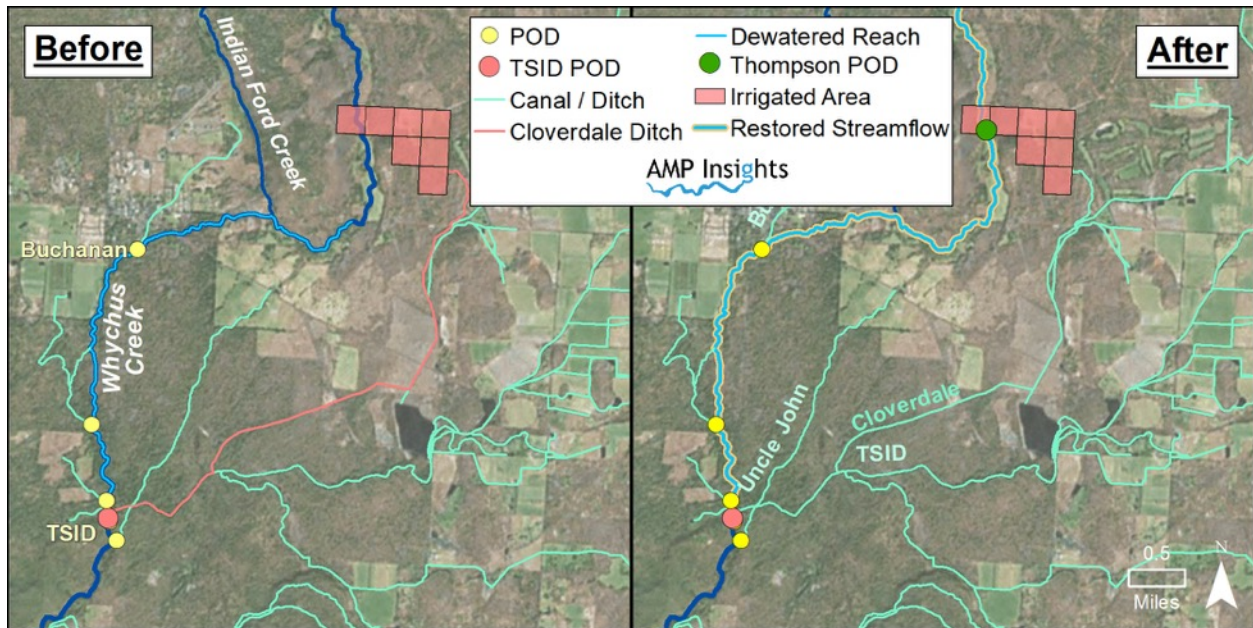 Before
Indian Ford Creek
Buchanan
Whychus
Creek
TSID
POD
TSID POD
Canal / Ditch
Cloverdale Ditch
Dewatered Reach
Thompson POD
Irrigated Area
Restored Streamflow
AMP Insights
After
Uncle John
Cloverdale
TSID
0.5
Miles
N